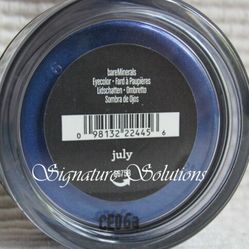 bareMinerals
Eyecolor • Fard à Paupières
Lidschatten • Ombretto
Sombra de Ojos
0 98132 22445 6
july
Signature Solutions